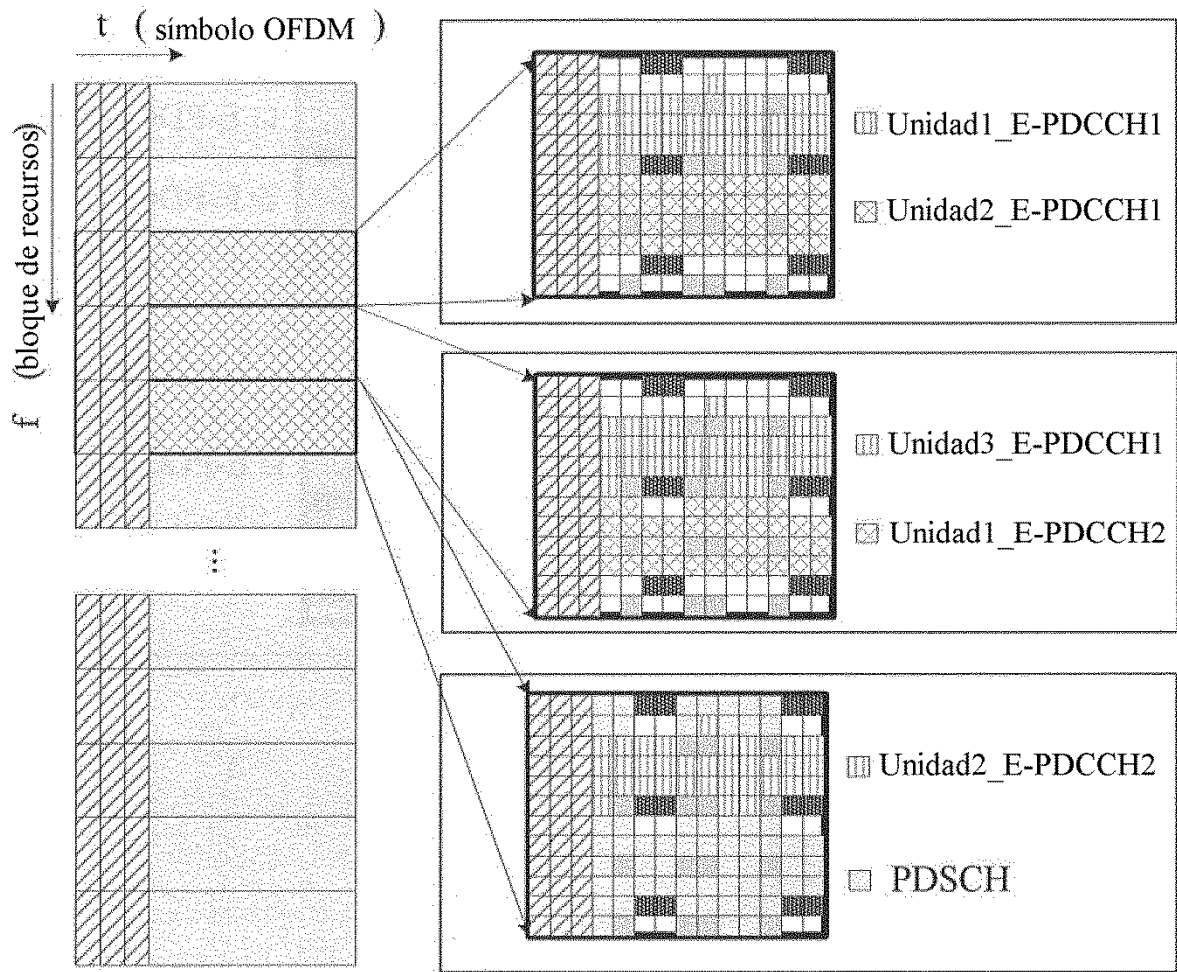 t ( símbolo OFDM )
f (bloque de recursos)
Unidad1_E-PDCCH1
Unidad2_E-PDCCH1
Unidad3_E-PDCCH1
Unidad1_E-PDCCH2
...
Unidad2_E-PDCCH2
PDSCH